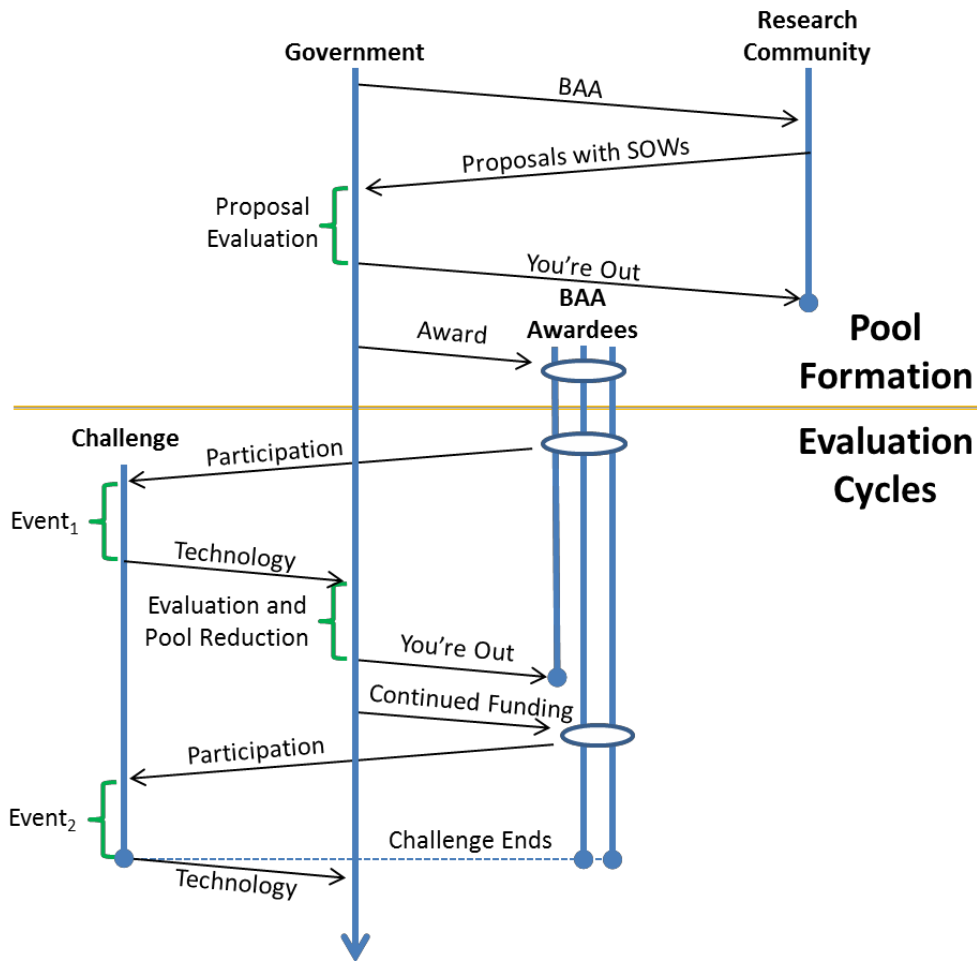 Research
Community
Government
BAA
Proposals with SOWs
Proposal
Evaluation
You're Out
BAA
Awardees
Award
Pool
Formation
Challenge
Evaluation
Cycles
Participation
Event₁
Technology
Evaluation and
Pool Reduction
You're Out
Continued Funding
Participation
Event₂
Challenge Ends
Technology